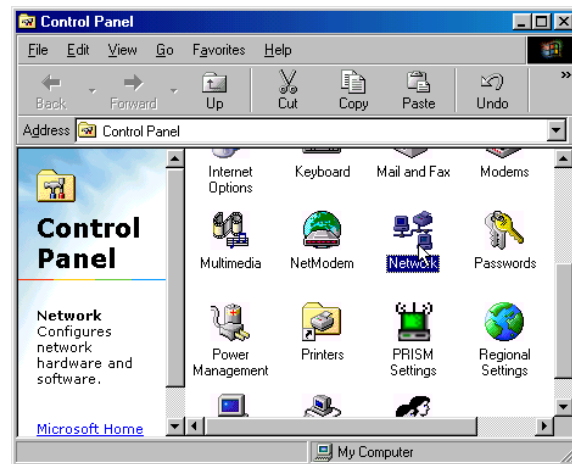 Control Panel
File Edit View Go Favorites Help
Back Forward Up Cut Copy Paste Undo »
Address Control Panel
Internet Options Keyboard Mail and Fax Modems
Control Panel
Multimedia NetModem Network Passwords
Network
Configures
network
hardware and
software.
Power Management Printers PRISM Settings Regional Settings
Microsoft Home
My Computer